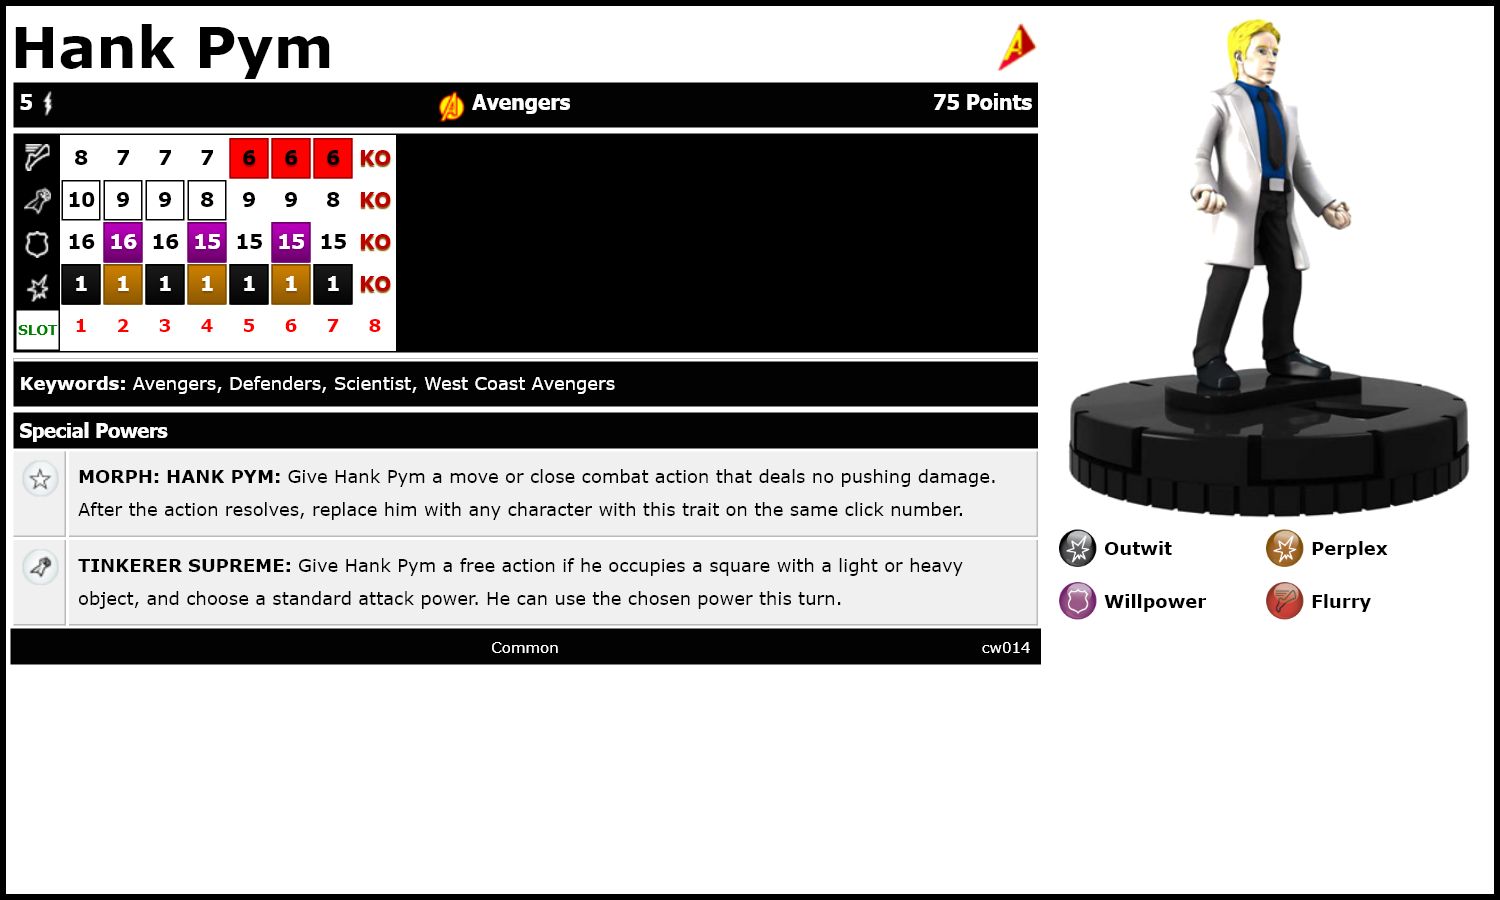 Hank Pym
5 Avengers 75 Points
8 7 7 7 6 6 6 KO
10 9 9 8 9 9 8 KO
16 16 16 15 15 15 15 KO
1 1 1 1 1 1 1 KO
SLOT 1 2 3 4 5 6 7 8
Keywords: Avengers, Defenders, Scientist, West Coast Avengers
Special Powers
MORPH: HANK PYM: Give Hank Pym a move or close combat action that deals no pushing damage.
After the action resolves, replace him with any character with this trait on the same click number.
TINKERER SUPREME: Give Hank Pym a free action if he occupies a square with a light or heavy
object, and choose a standard attack power. He can use the chosen power this turn.
Common cw014
Outwit Perplex
Willpower Flurry